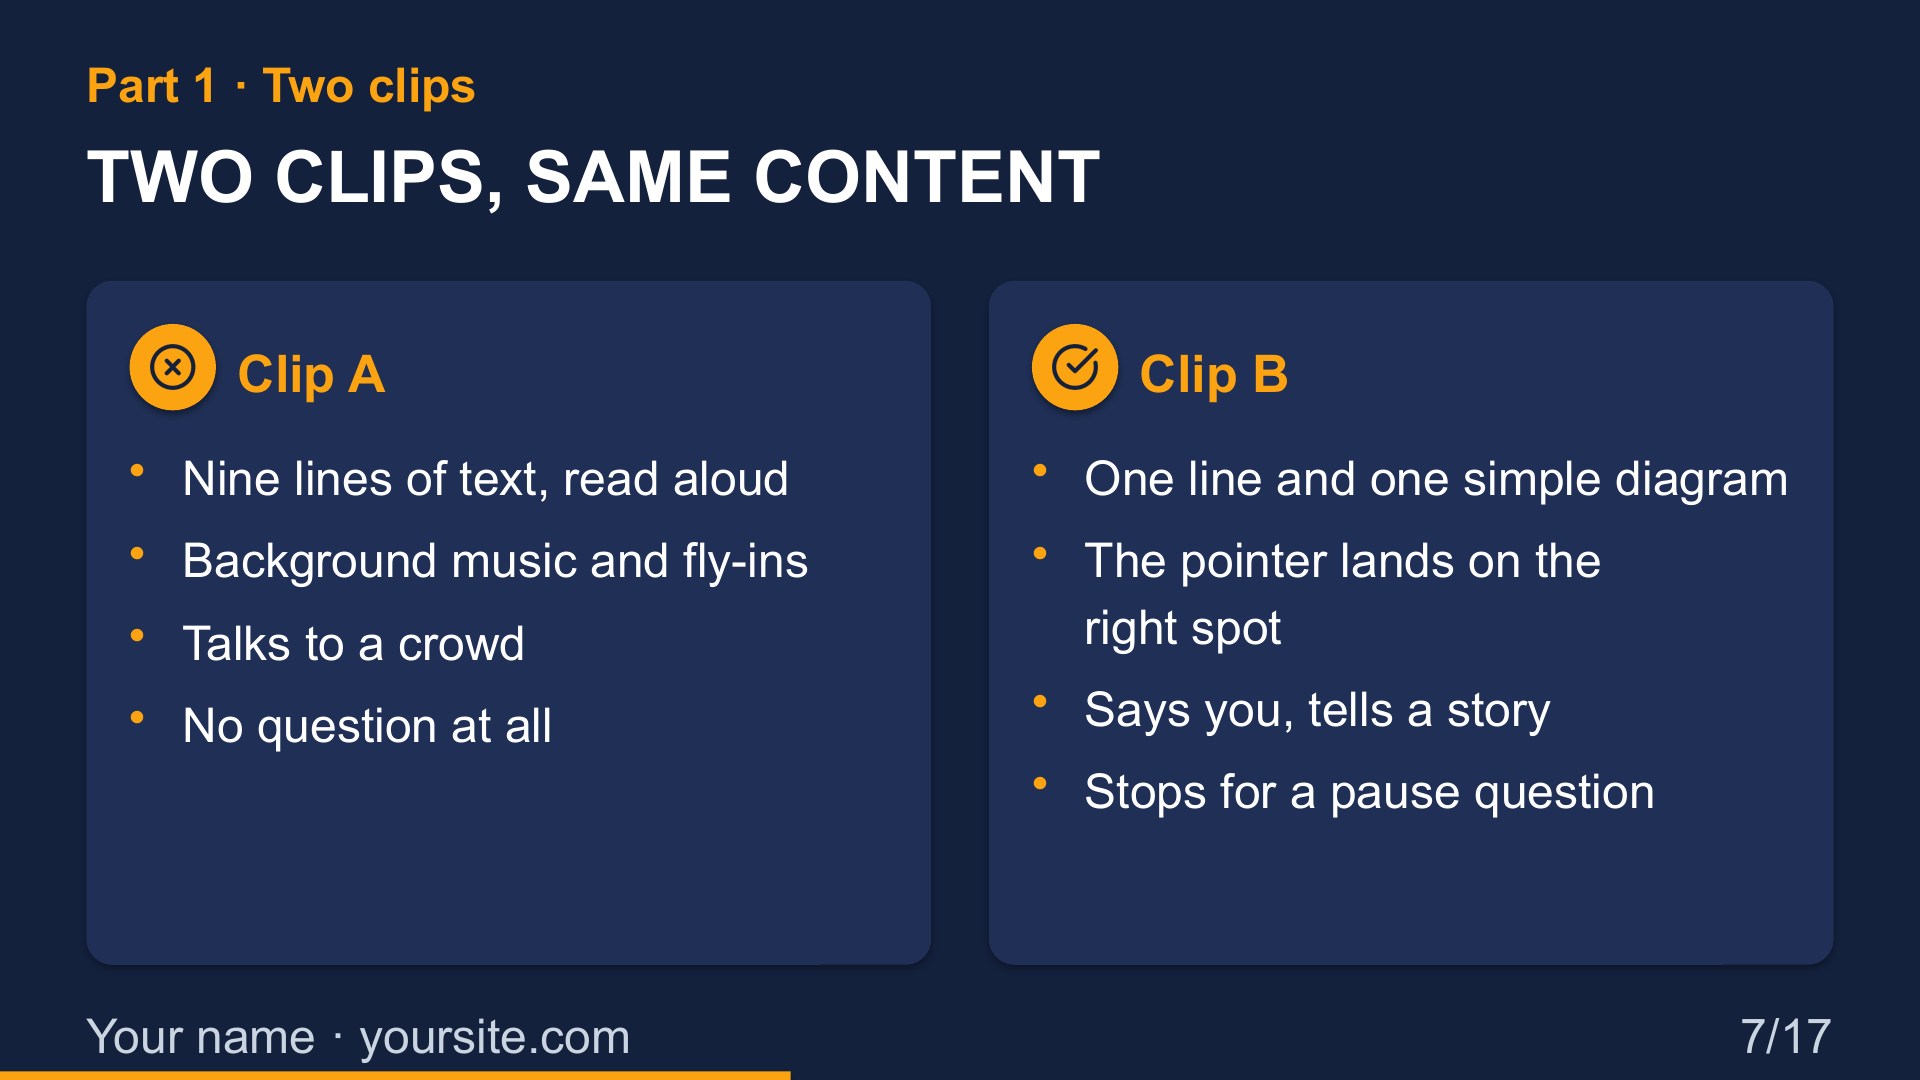 Part 1 · Two clips
TWO CLIPS, SAME CONTENT
Clip A
• Nine lines of text, read aloud
• Background music and fly-ins
• Talks to a crowd
• No question at all
Clip B
• One line and one simple diagram
• The pointer lands on the
right spot
• Says you, tells a story
• Stops for a pause question
Your name · yoursite.com
7/17